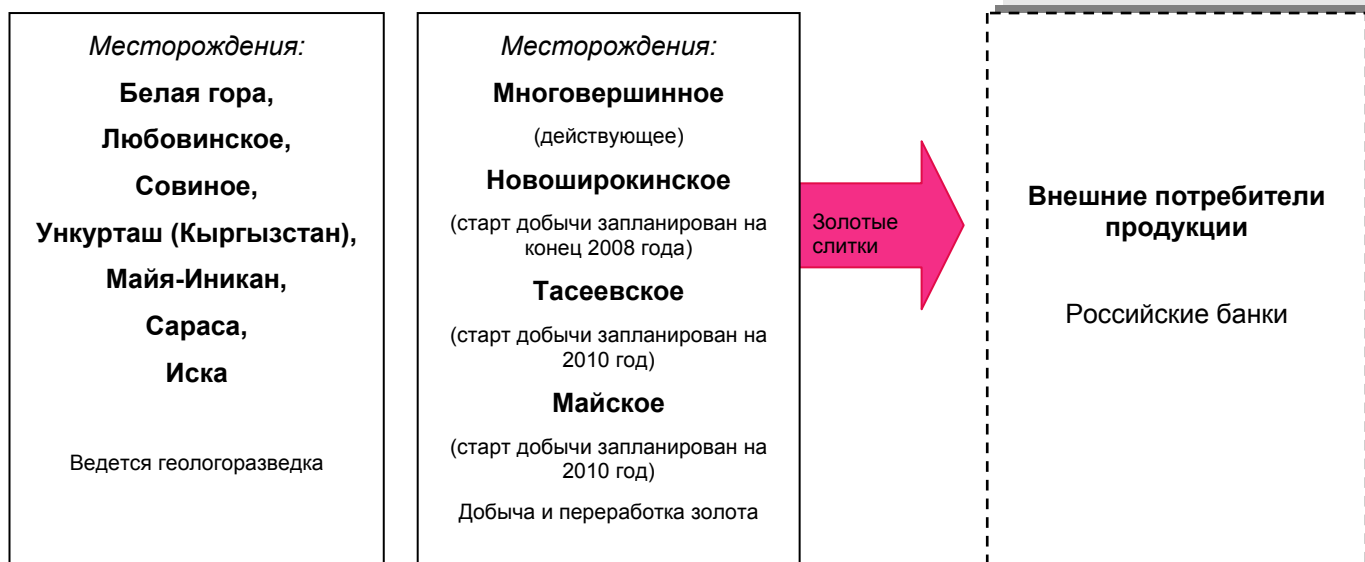 Месторождения:
Белая гора,
Любовинское,
Совиное,
Ункурташ (Кыргызстан),
Майя-Иникан,
Сараса,
Иска
Ведется геологоразведка
Месторождения:
Многовершинное
(действующее)
Новоширокинское
(старт добычи запланирован на
конец 2008 года)
Тасеевское
(старт добычи запланирован на
2010 год)
Майское
(старт добычи запланирован на
2010 год)
Добыча и переработка золота
Золотые
слитки
Внешние потребители
продукции
Российские банки